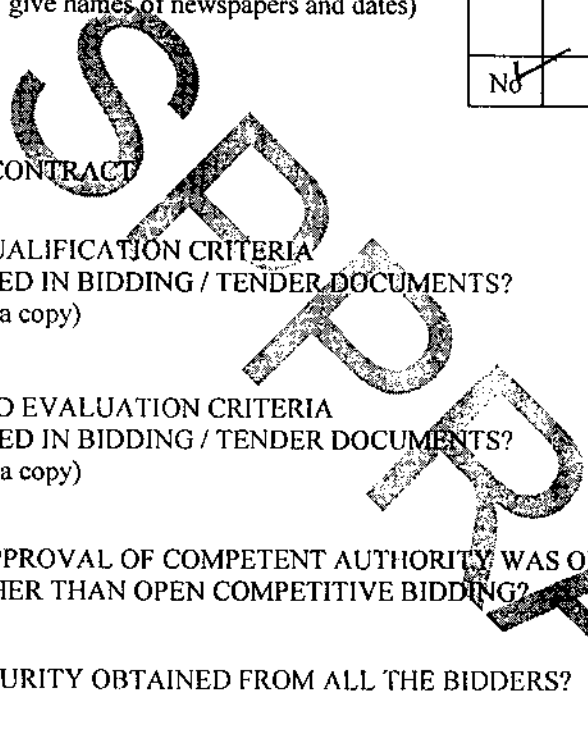 give names of newspapers and dates)
No
CONTRACT
UALIFICATION CRITERIA
ED IN BIDDING / TENDER DOCUMENTS?
a copy)
O EVALUATION CRITERIA
ED IN BIDDING / TENDER DOCUMENTS?
a copy)
PPROVAL OF COMPETENT AUTHORITY WAS O
HER THAN OPEN COMPETITIVE BIDDING?
URITY OBTAINED FROM ALL THE BIDDERS?
SPPR